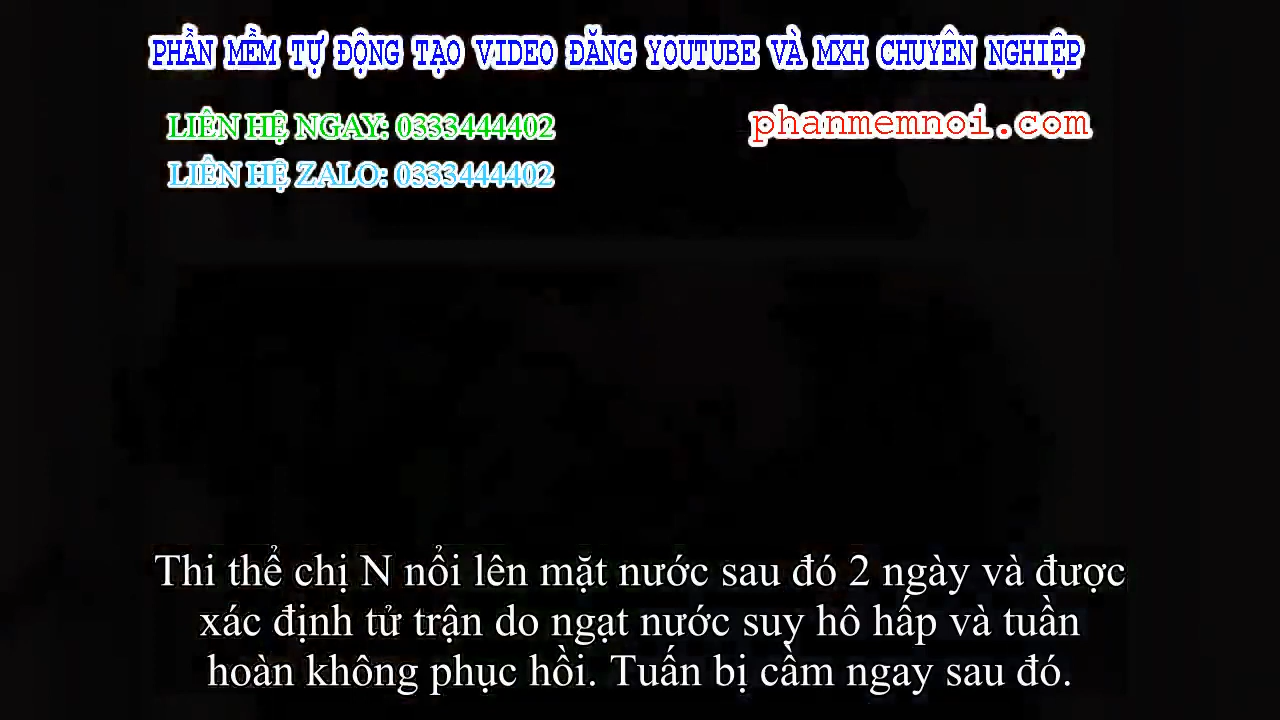 PHẦN MỀM TỰ ĐỘNG TẠO VIDEO ĐĂNG YOUTUBE VÀ MXH CHUYÊN NGHIỆP
LIÊN HỆ NGAY: 0333444402
phanmemnoi.com
LIÊN HỆ ZALO: 0333444402
Thi thể chị N nổi lên mặt nước sau đó 2 ngày và được
xác định tử trận do ngạt nước suy hô hấp và tuần
hoàn không phục hồi. Tuấn bị cầm ngay sau đó.